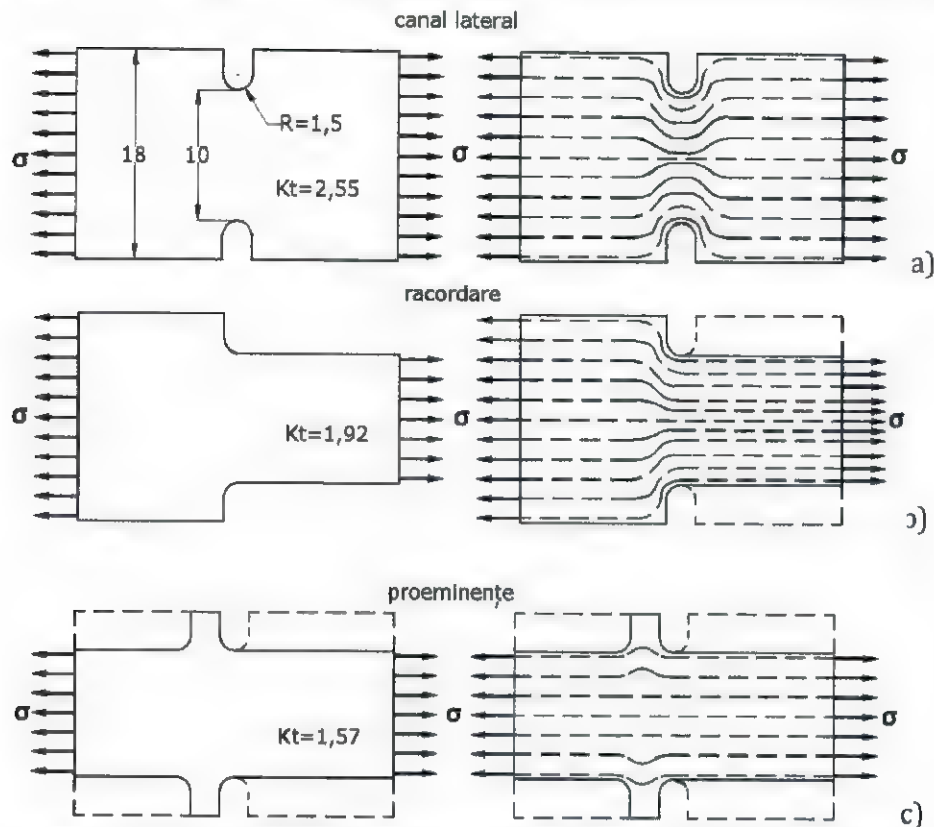 canal lateral
18
10
R=1,5
Kt=2,55
σ
σ
σ
a)
racordare
Kt=1,92
σ
σ
σ
b)
proeminențe
Kt=1,57
σ
σ
σ
c)